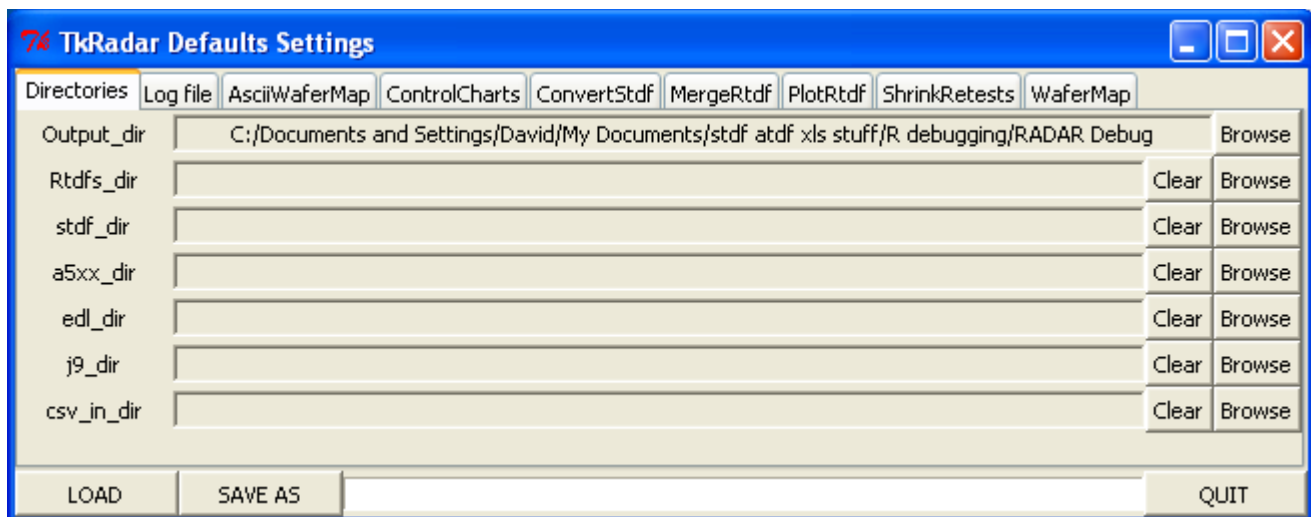 7k TkRadar Defaults Settings
Directories Log file AsciiWaferMap ControlCharts ConvertStdf MergeRtdf PlotRtdf ShrinkRetests WaferMap
Output_dir C:/Documents and Settings/David/My Documents/stdf atdf xls stuff/R debugging/RADAR Debug Browse
Rtdfs_dir Clear Browse
stdf_dir Clear Browse
a5xx_dir Clear Browse
edl_dir Clear Browse
j9_dir Clear Browse
csv_in_dir Clear Browse
LOAD SAVE AS QUIT